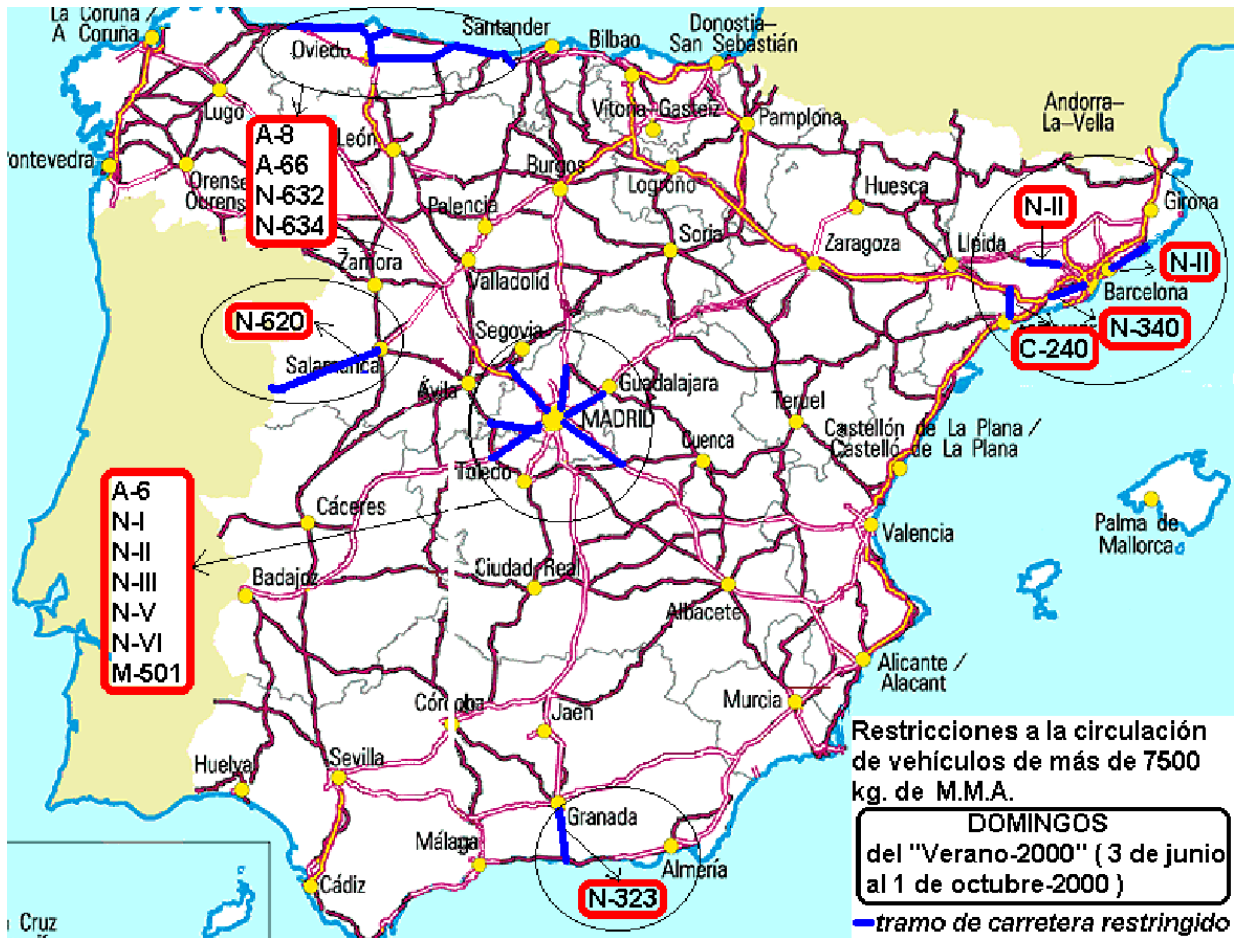 La Coruna /
A Coruña
Oviedo
Santander
Bilbao
Donostia-
San Sebastián
Lugo
A-8
A-66
N-632
N-634
León
Vitoria-Gasteiz
Pamplona
Andorra-
La-Vella
Pontevedra
Orense
Ourens
Burgos
Logroño
Huesca
Girona
N-II
Palencia
Soria
Zaragoza
Lleida
N-II
Zamora
Valladolid
Barcelona
N-620
Segovia
N-340
C-240
Salamanca
Ávila
Guadalajara
MADRID
Teruel
Castellón de La Plana /
Castelló de La Plana
Cuenca
Toledo
A-6
N-I
N-II
N-III
N-V
N-VI
M-501
Cáceres
Valencia
Palma de
Mallorca
Badajoz
Ciudad Real
Albacete
Alicante /
Alacant
Murcia
Córdoba
Jaen
Huelva
Sevilla
Granada
Málaga
Almería
Cádiz
N-323
Cruz
Restricciones a la circulación
de vehículos de más de 7500
kg. de M.M.A.
DOMINGOS
del "Verano-2000" ( 3 de junio
al 1 de octubre-2000 )
tramo de carretera restringido